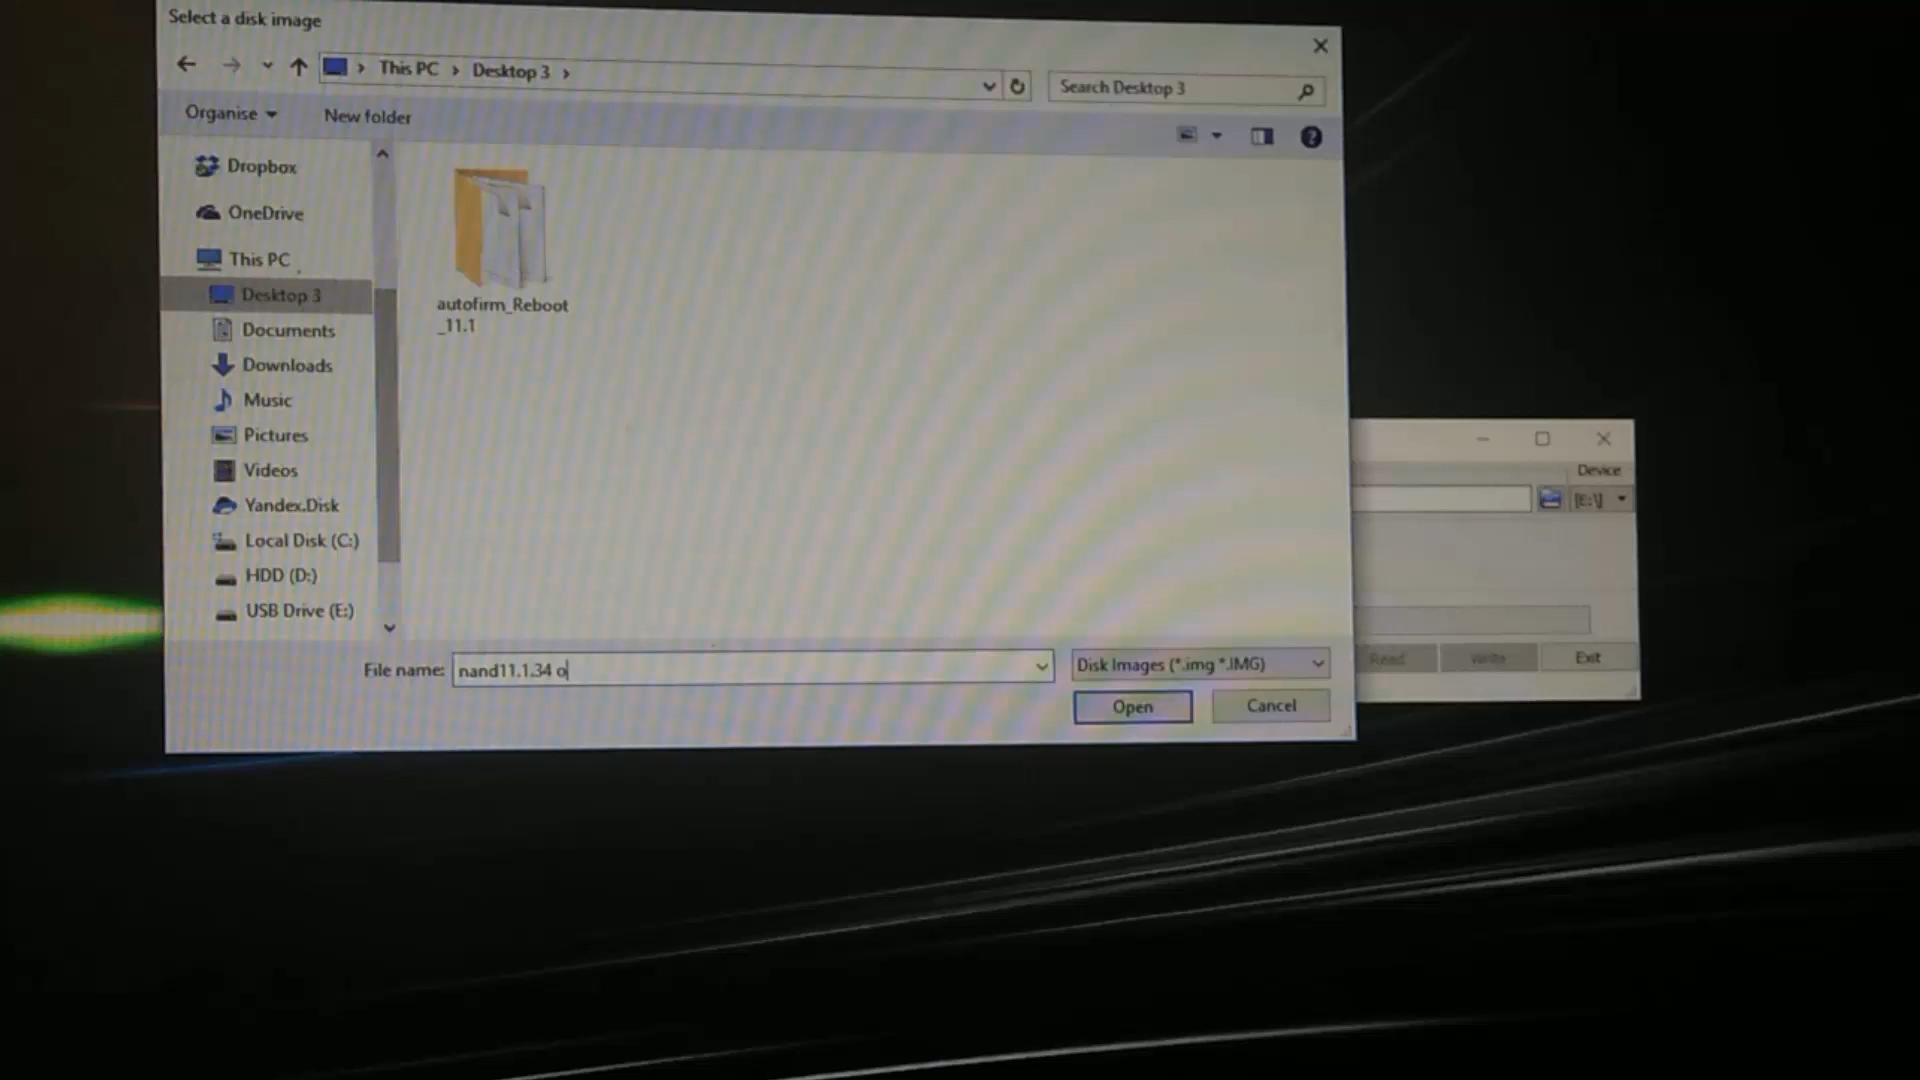 Select a disk image
This PC > Desktop 3 >
Search Desktop 3
Organise
New folder
Dropbox
OneDrive
This PC
Desktop 3
Documents
Downloads
Music
Pictures
Videos
Yandex.Disk
Local Disk (C:)
HDD (D:)
USB Drive (E:)
autofirm_Reboot
_11.1
File name: nand11.1.34 o
Disk Images (*.img *.IMG)
Open
Cancel
Device
[E:\]
Read
Write
Exit